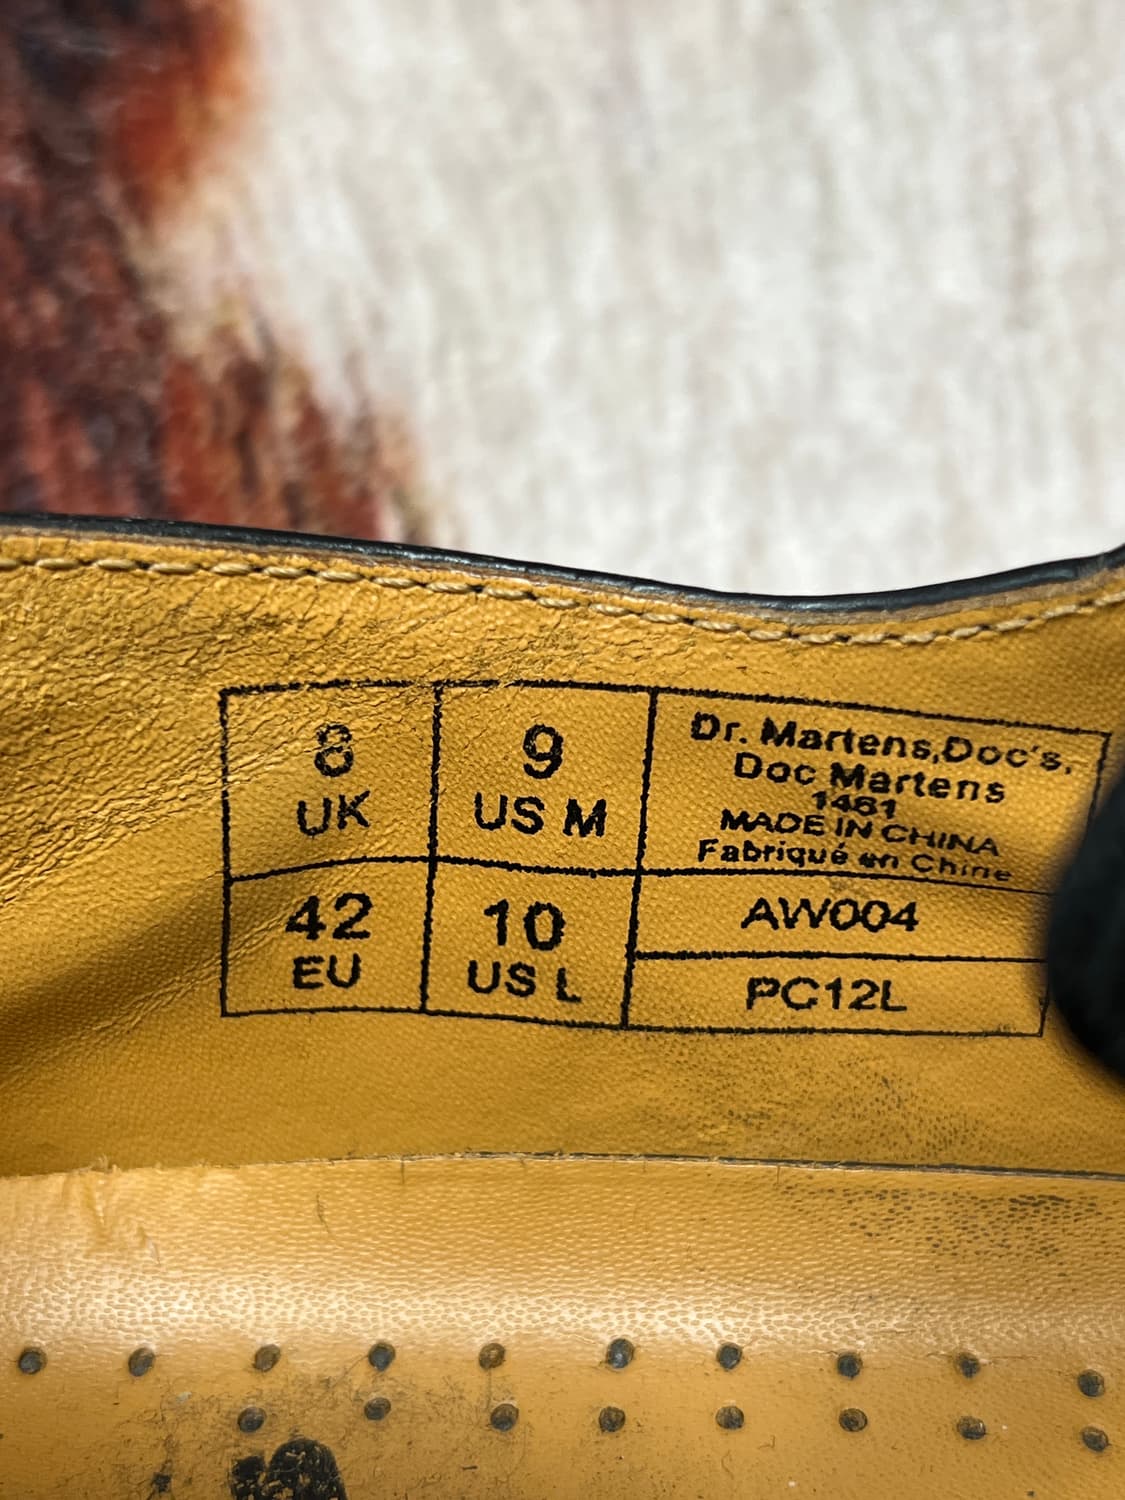 8
UK
9
US M
42
EU
10
US L
Dr. Martens,Doc's,
Doc Martens
1461
MADE IN CHINA
Fabriqué en Chine
AW004
PC12L